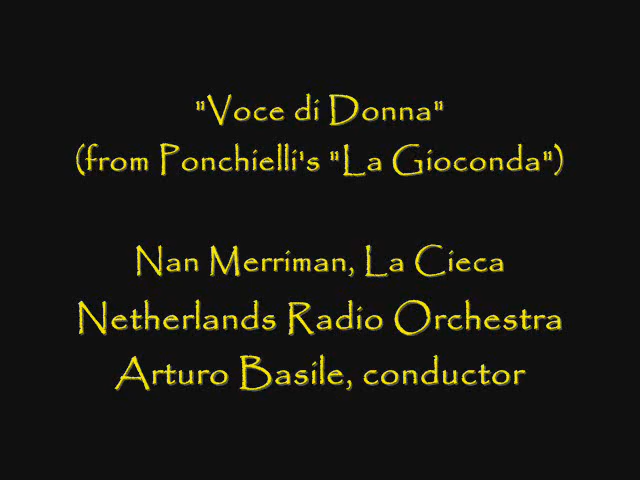 "Voce di Donna"
(from Ponchielli's "La Gioconda")
Nan Merriman, La Cieca
Netherlands Radio Orchestra
Arturo Basile, conductor